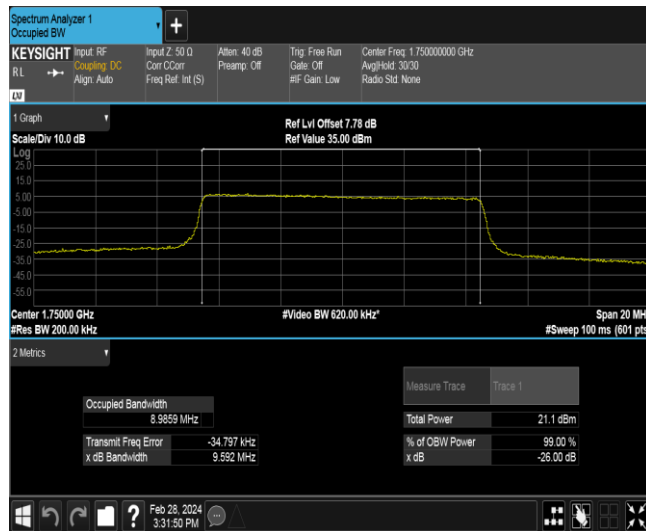 Spectrum Analyzer 1
Occupied BW
+
KEYSIGHT
RL
LXI
Input: RF
Coupling: DC
Align: Auto
Input Z: 50 Ω
Corr CCorr
Freq Ref: Int (S)
Atten: 40 dB
Preamp: Off
Trig: Free Run
Gate: Off
#IF Gain: Low
Center Freq: 1.750000000 GHz
Avg|Hold: 30/30
Radio Std: None
1 Graph
Scale/Div 10.0 dB
Ref Lvl Offset 7.78 dB
Ref Value 35.00 dBm
Log
25.0
15.0
5.00
-5.00
-15.0
-25.0
-35.0
-45.0
-55.0
Center 1.75000 GHz
#Res BW 200.00 kHz
#Video BW 620.00 kHz*
Span 20 MH
#Sweep 100 ms (601 pts
2 Metrics
Measure Trace Trace 1
Occupied Bandwidth
8.9859 MHz
Total Power 21.1 dBm
Transmit Freq Error -34.797 kHz
% of OBW Power 99.00 %
x dB Bandwidth 9.592 MHz
x dB -26.00 dB
?
Feb 28, 2024
3:31:50 PM